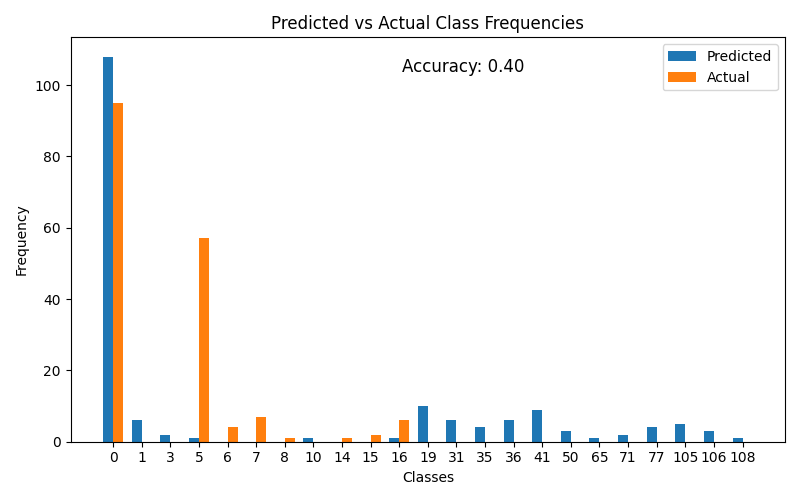 Predicted vs Actual Class Frequencies
Accuracy: 0.40
Predicted
Actual
Frequency
100
80
60
40
20
0
0 1 3 5 6 7 8 10 14 15 16 19 31 35 36 41 50 65 71 77 105 106 108
Classes